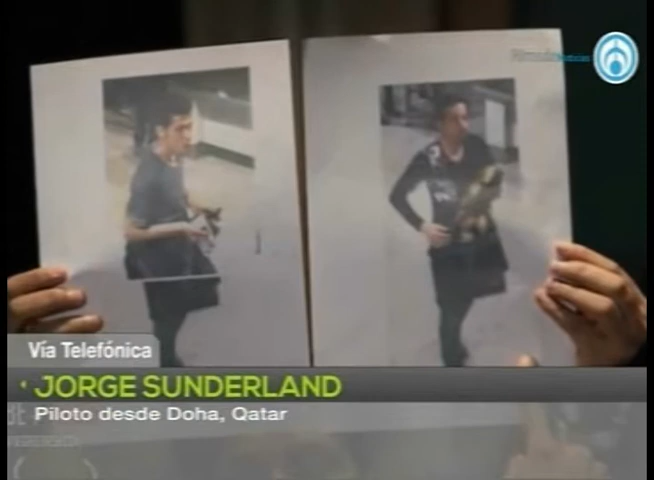 Vía Telefónica
JORGE SUNDERLAND
Piloto desde Doha, Qatar